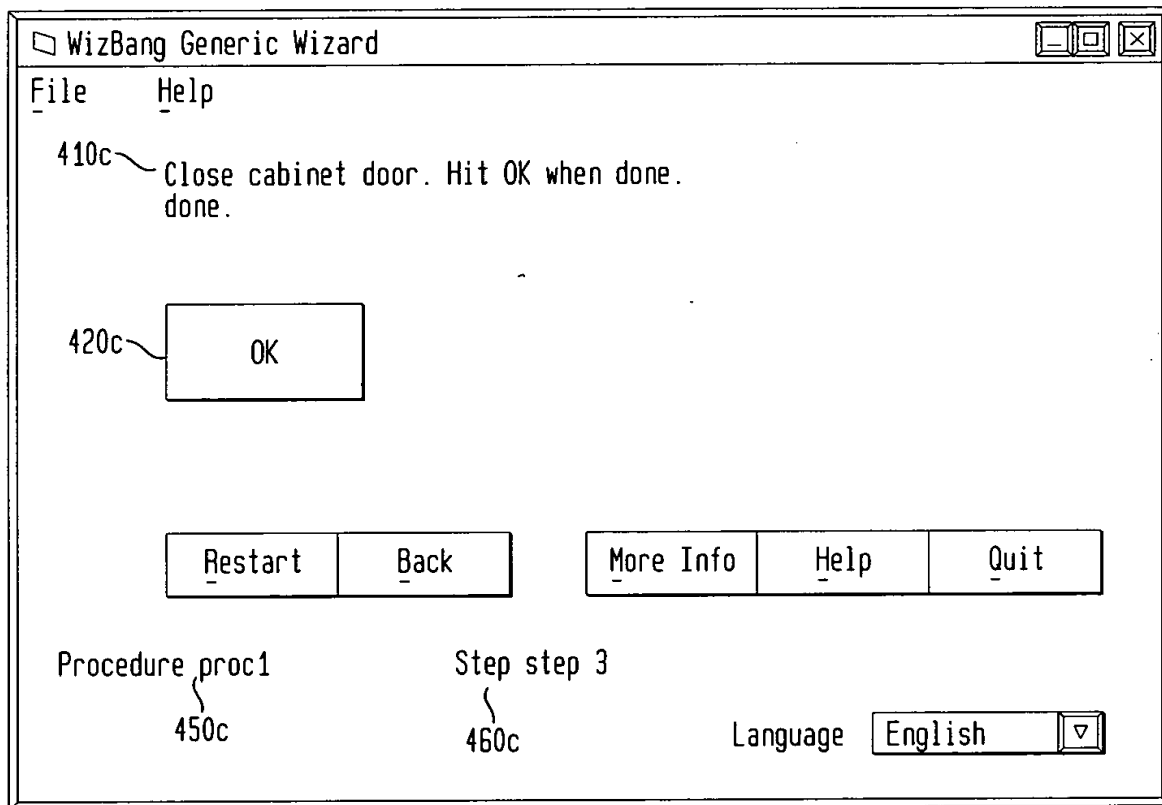 WizBang Generic Wizard
File Help
410c
Close cabinet door. Hit OK when done.
done.
420c
OK
Restart Back More Info Help Quit
Procedure proc1 Step step 3
450c 460c
Language English